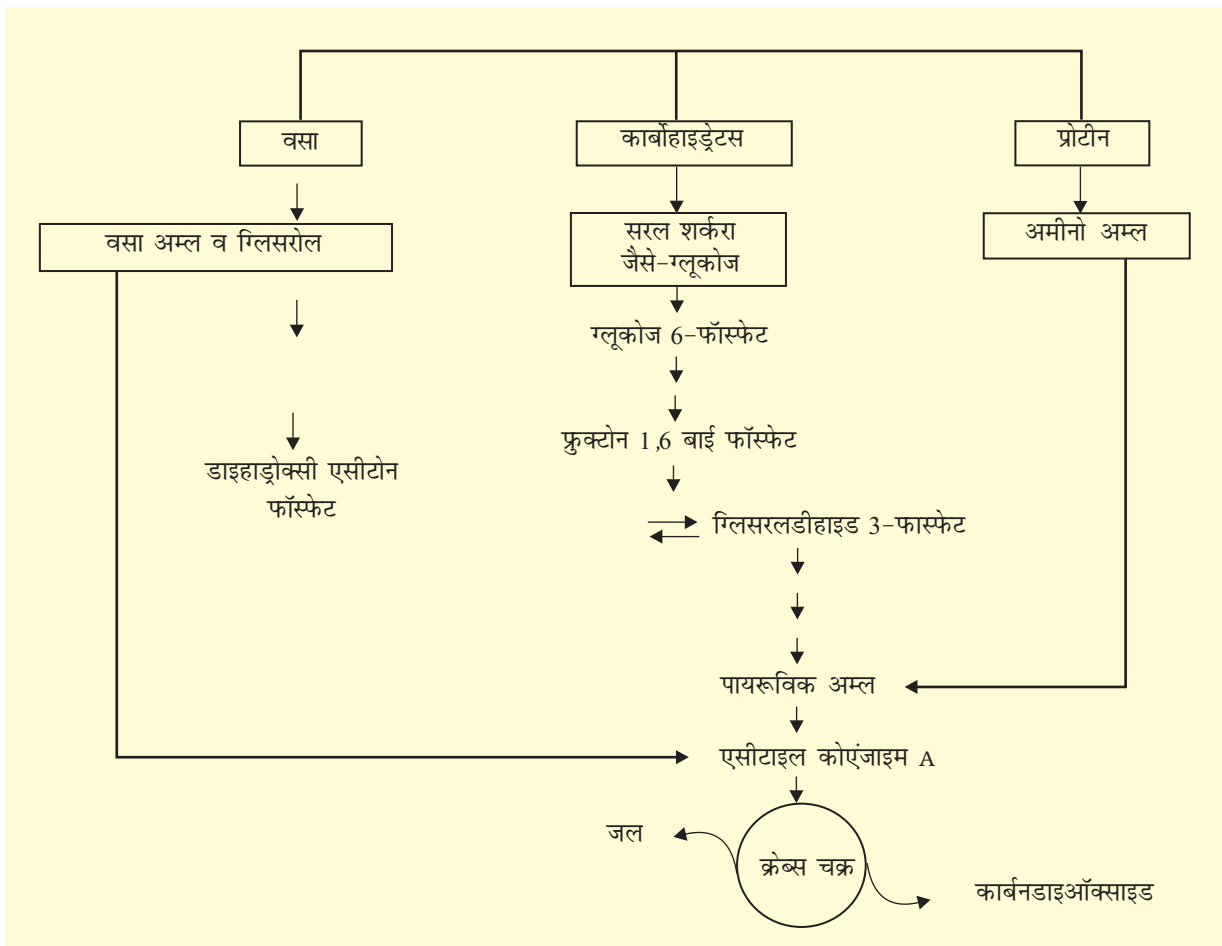 वसा
कार्बोहाइड्रेटस
प्रोटीन
वसा अम्ल व ग्लिसरोल
सरल शर्करा
जैसे-ग्लूकोज
अमीनो अम्ल
ग्लूकोज 6-फॉस्फेट
फ्रुक्टोन 1,6 बाई फॉस्फेट
डाइहाड्रोक्सी एसीटोन
फॉस्फेट
ग्लिसरलडीहाइड 3-फास्फेट
पायरूविक अम्ल
एसीटाइल कोएंजाइम A
जल
क्रेब्स चक्र
कार्बनडाइऑक्साइड